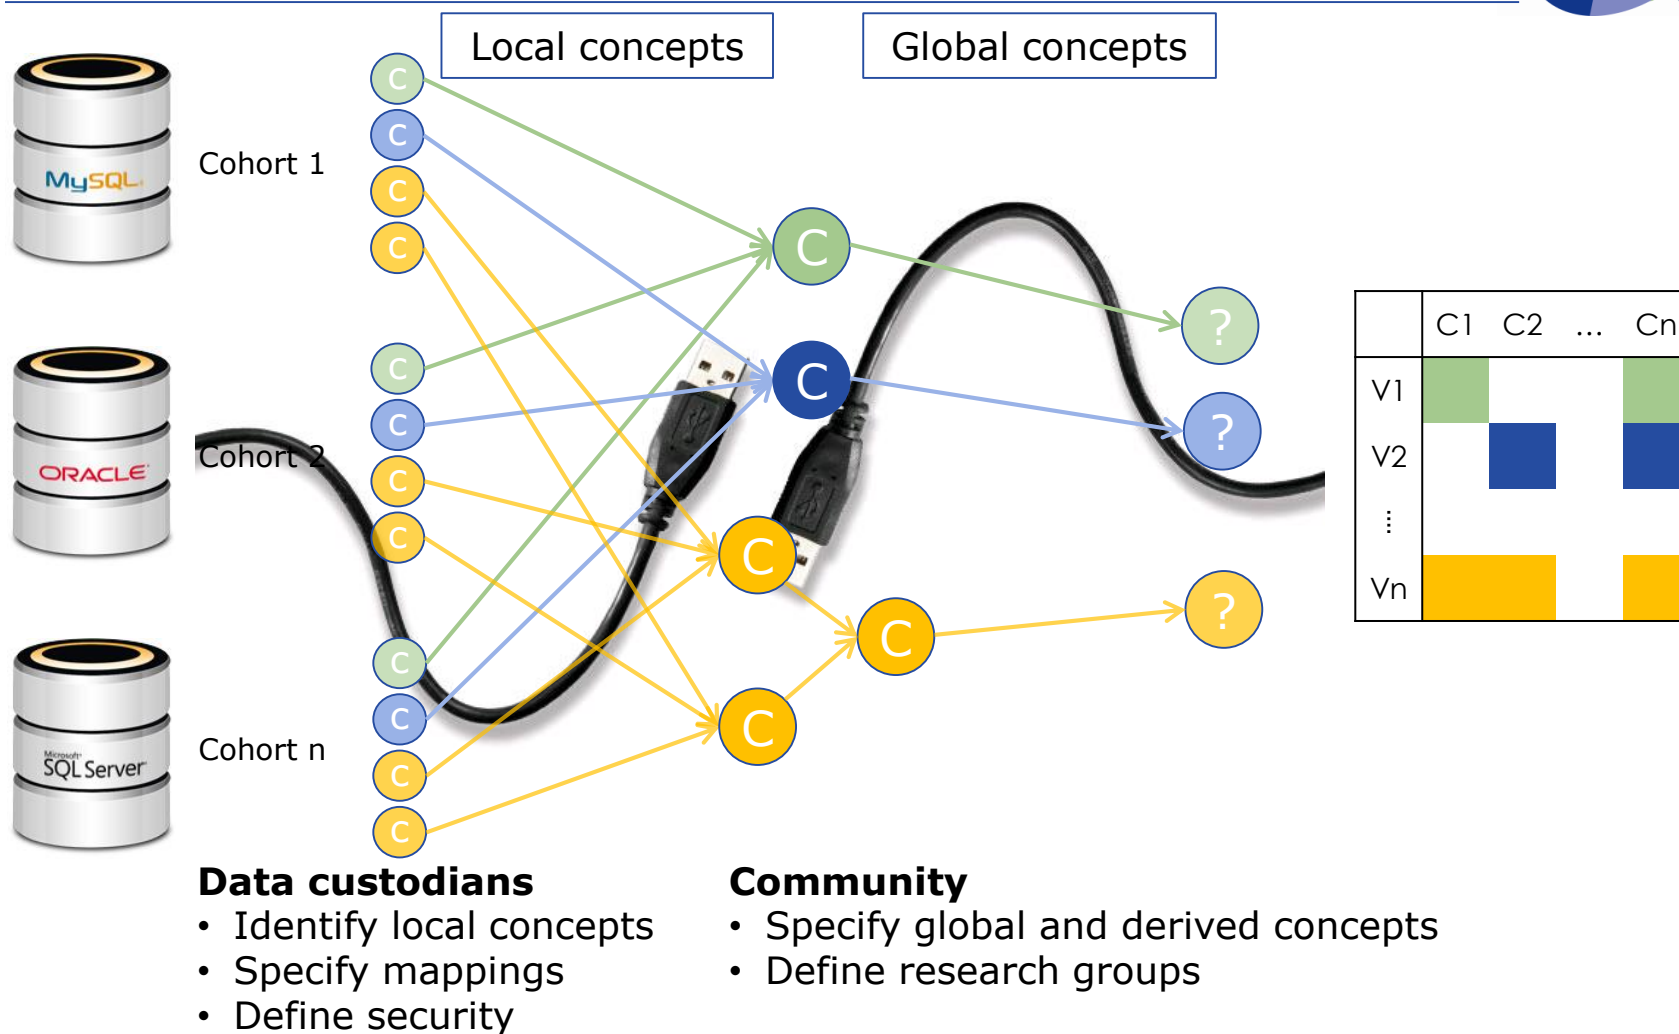 Local concepts
Global concepts
MySQL
Cohort 1
C
C
C
C
C
?
ORACLE
Cohort 2
C
C
C
C
C
?
C
C
C
?
Microsoft
SQL Server
Cohort n
C
C
C
C
C1 C2 ... Cn
V1
V2
...
Vn
Data custodians
• Identify local concepts
• Specify mappings
• Define security
Community
• Specify global and derived concepts
• Define research groups